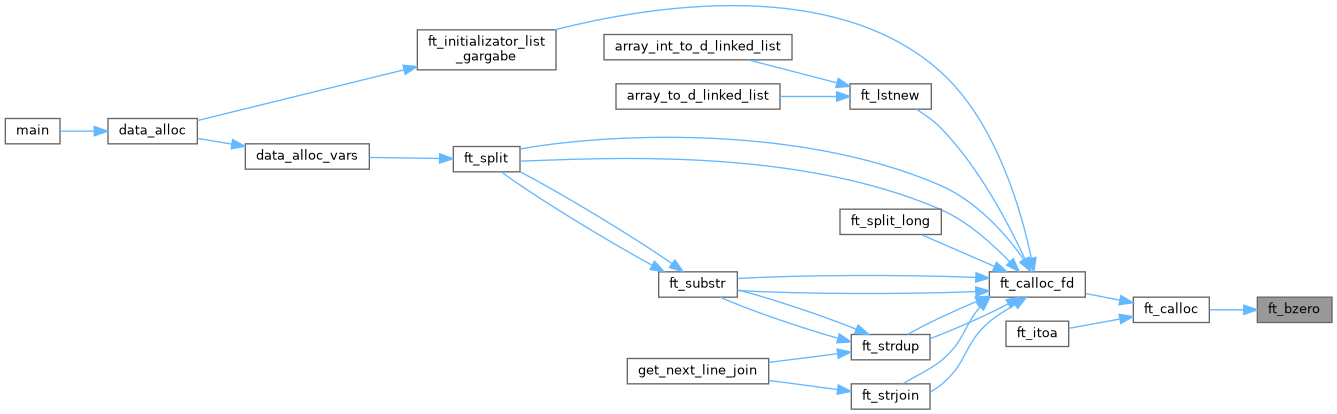 ft_initializator_list
_gargabe
array_int_to_d_linked_list
array_to_d_linked_list
ft_lstnew
main
data_alloc
data_alloc_vars
ft_split
ft_split_long
ft_substr
ft_calloc_fd
ft_calloc
ft_bzero
ft_itoa
ft_strdup
get_next_line_join
ft_strjoin